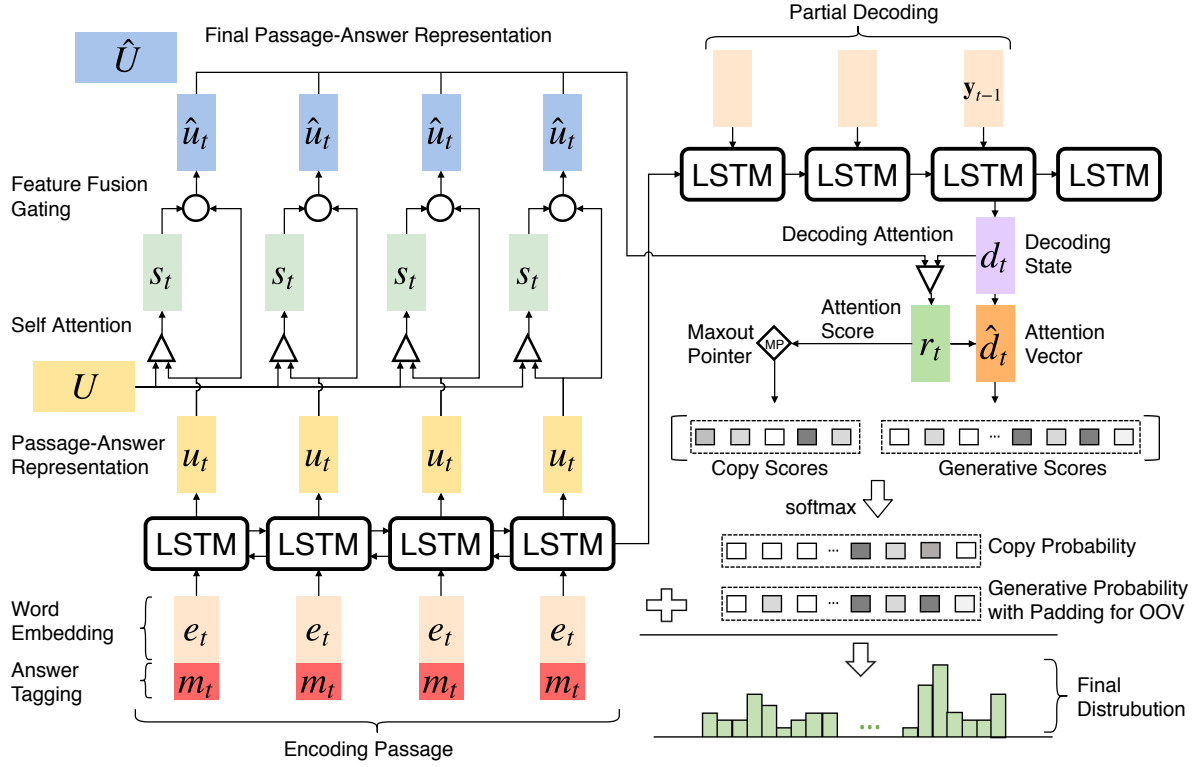 Final Passage-Answer Representation
Û
û_t û_t û_t û_t
Feature Fusion
Gating
s_t s_t s_t s_t
Self Attention
U
Passage-Answer
Representation
u_t u_t u_t u_t
LSTM LSTM LSTM LSTM
Word
Embedding
e_t e_t e_t e_t
Answer
Tagging
m_t m_t m_t m_t
Encoding Passage
Partial Decoding
y_{t−1}
LSTM LSTM LSTM LSTM
Decoding Attention
d_t
Decoding
State
Attention
Score
Maxout
Pointer
MP
r_t
d̂_t
Attention
Vector
...
Copy Scores
Generative Scores
softmax
...
Copy Probability
...
Generative Probability
with Padding for OOV
...
Final
Distrubution